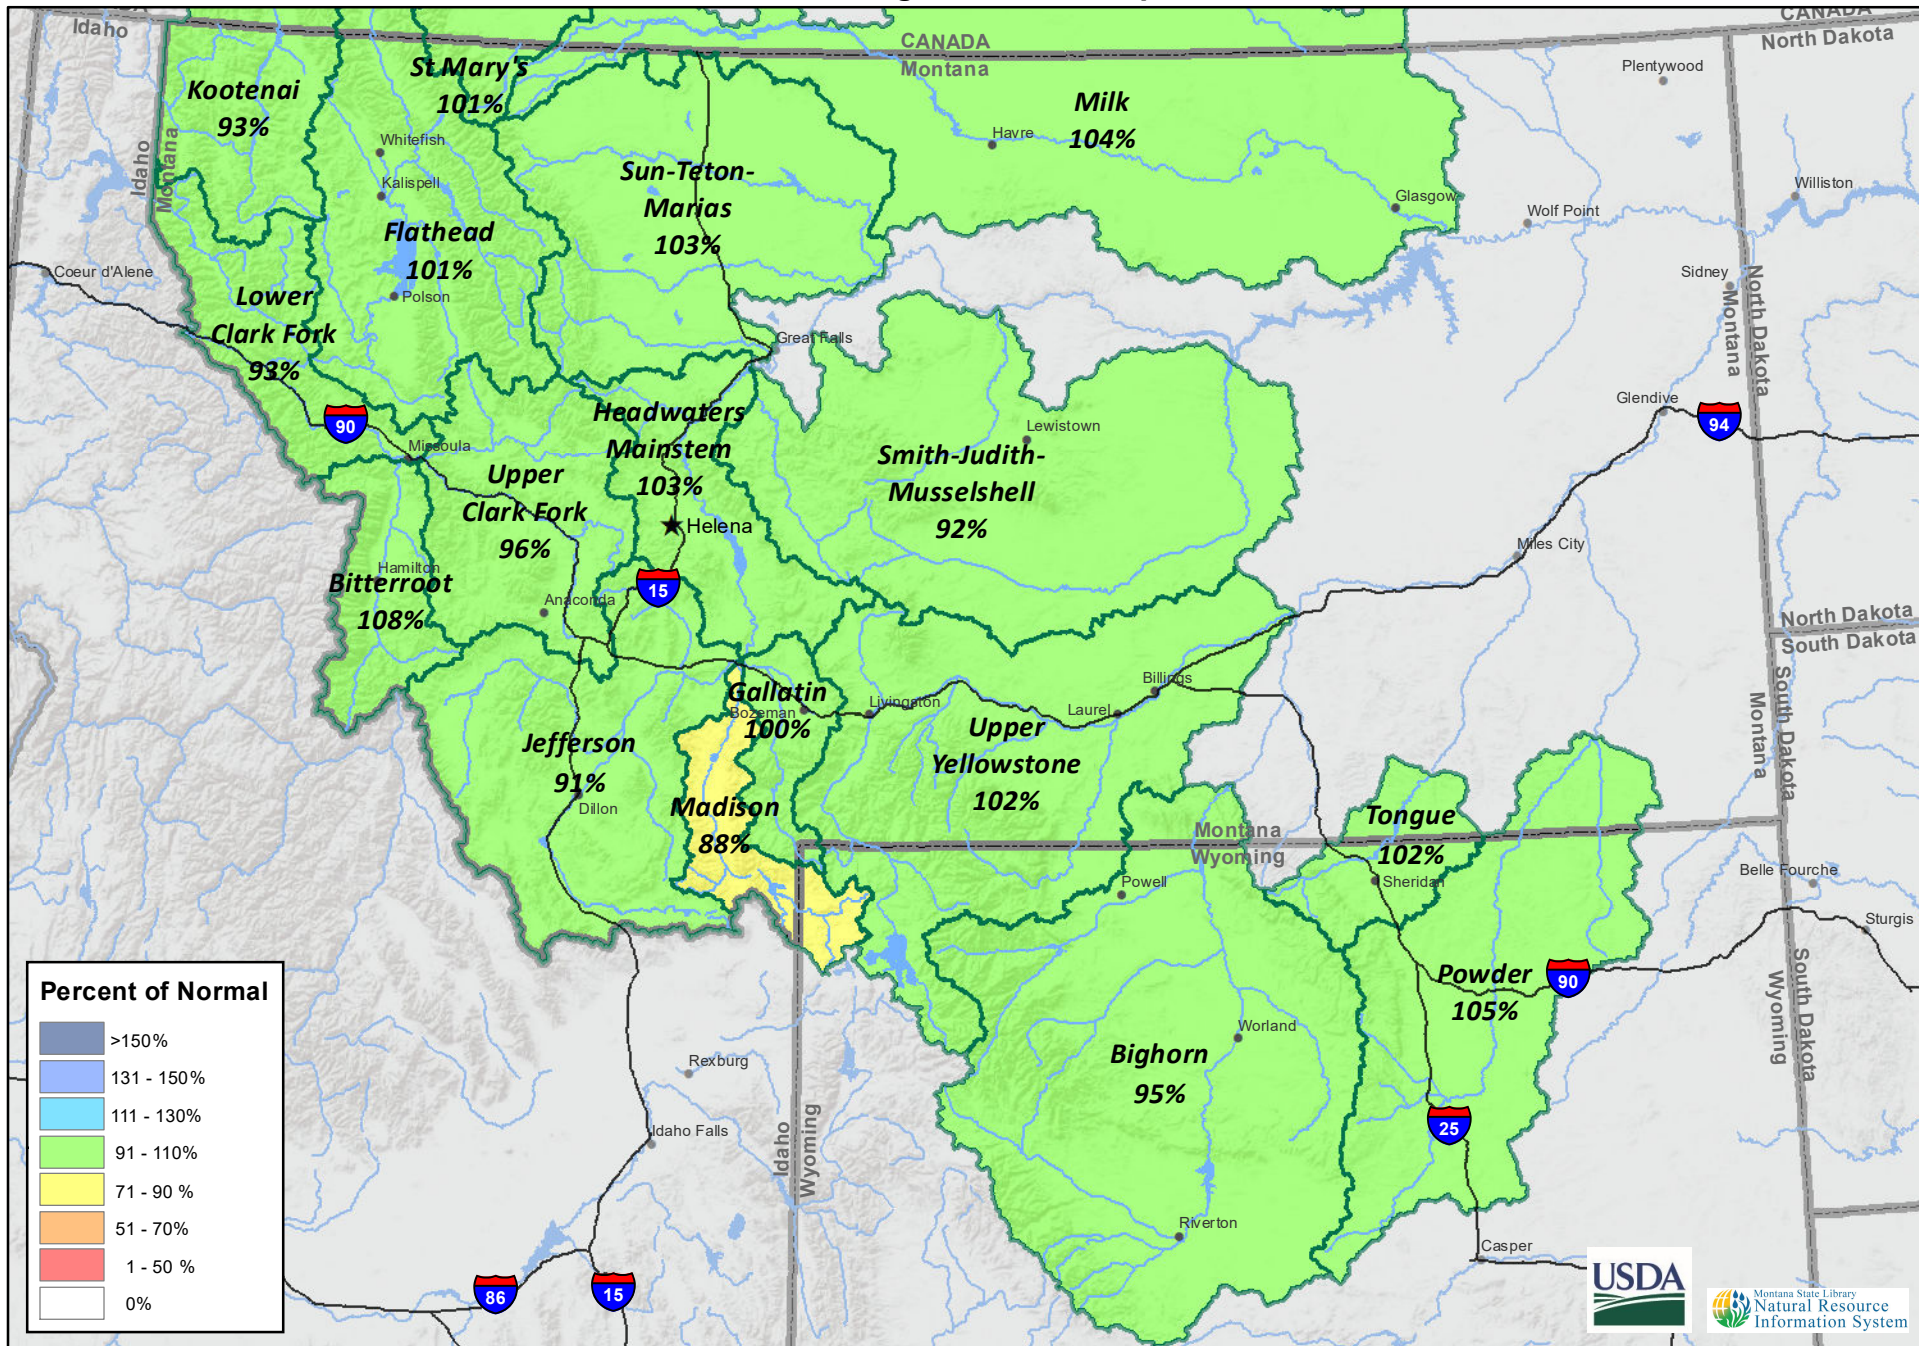 CANADA
Idaho
CANADA
Montana
CANADA
North Dakota
Kootenai
93%
St Mary's
101%
Milk
104%
Plentywood
Whitefish
Havre
Idaho
Montana
Kalispell
Sun-Teton-
Marias
103%
Glasgow
Wolf Point
Williston
Flathead
101%
Coeur d'Alene
Polson
Sidney
Montana
North Dakota
Lower
Clark Fork
93%
Great Falls
90
Missoula
Headwaters
Mainstem
103%
Lewistown
Glendive
94
Smith-Judith-
Musselshell
92%
Upper
Clark Fork
96%
Helena
Miles City
Hamilton
Bitterroot
108%
Anaconda
15
North Dakota
South Dakota
Gallatin
100%
Bozeman
Livingston
Billings
Laurel
Montana
South Dakota
Jefferson
91%
Dillon
Upper
Yellowstone
102%
Madison
88%
Montana
Wyoming
Tongue
102%
Sheridan
Powell
Belle Fourche
Sturgis
Powder
105%
90
Wyoming
South Dakota
Worland
Bighorn
95%
Rexburg
Idaho Falls
Idaho
Wyoming
25
Riverton
Casper
86
15
Percent of Normal
>150%
131 - 150%
111 - 130%
91 - 110%
71 - 90 %
51 - 70%
1 - 50 %
0%
USDA
Montana State Library
Natural Resource
Information System